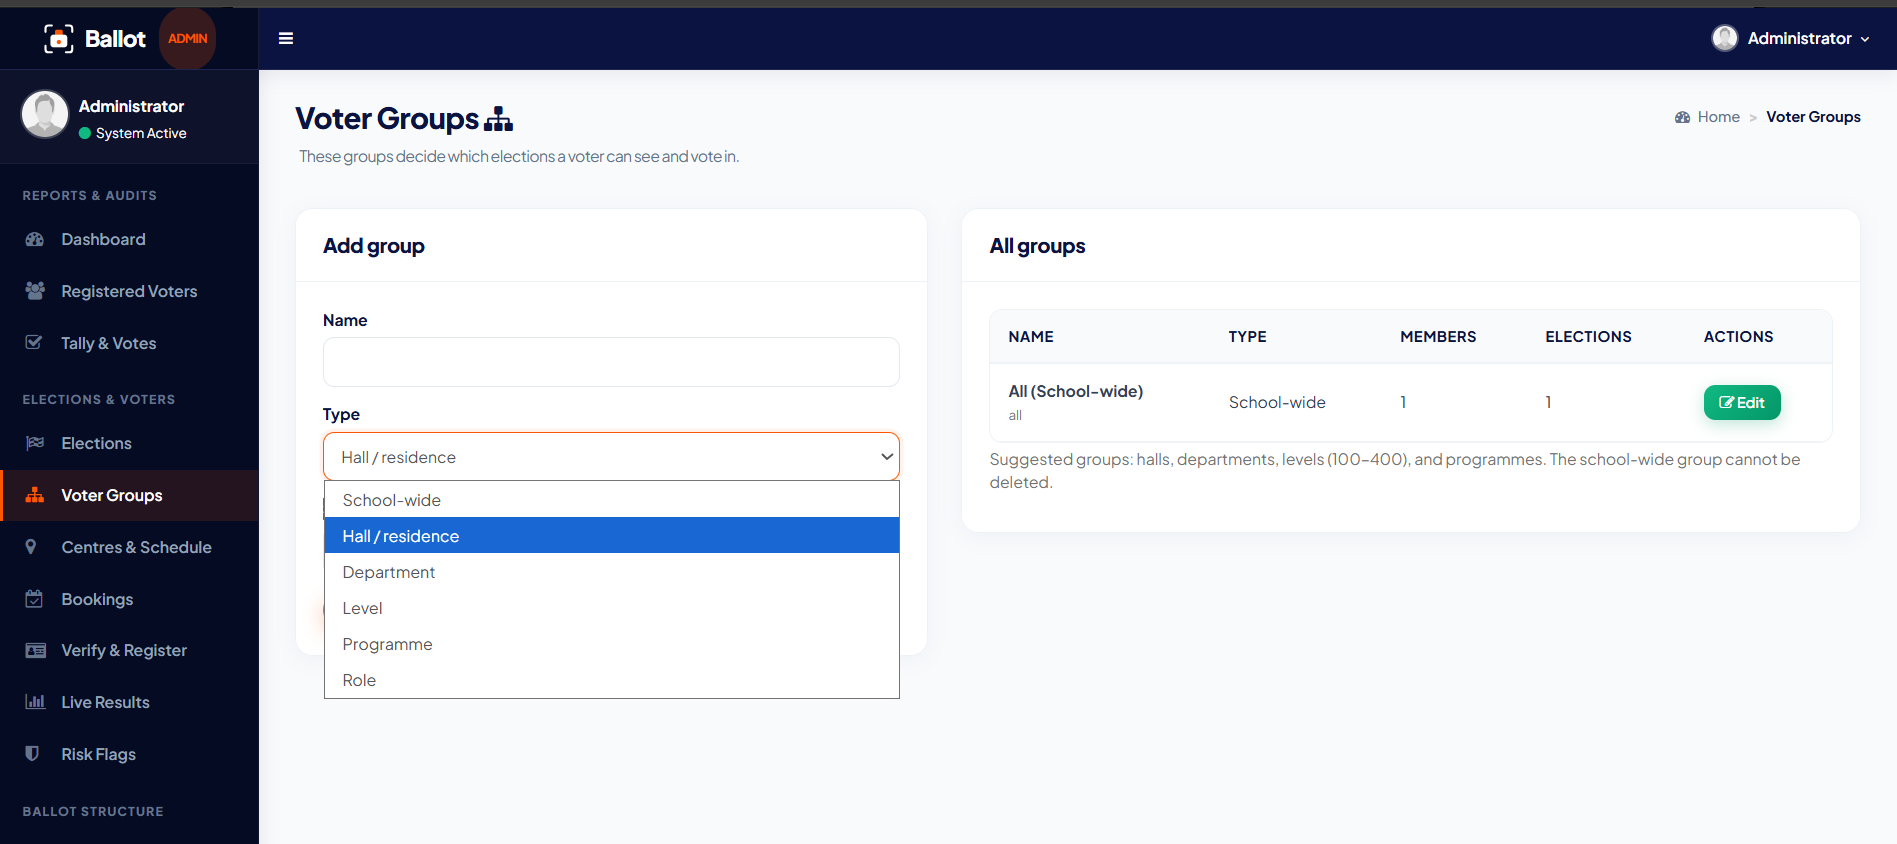 Ballot ADMIN
Administrator
Administrator
System Active
REPORTS & AUDITS
Dashboard
Registered Voters
Tally & Votes
ELECTIONS & VOTERS
Elections
Voter Groups
Centres & Schedule
Bookings
Verify & Register
Live Results
Risk Flags
BALLOT STRUCTURE
Voter Groups
Home > Voter Groups
These groups decide which elections a voter can see and vote in.
Add group
Name
Type
Hall / residence
School-wide
Hall / residence
Department
Level
Programme
Role
All groups
NAME TYPE MEMBERS ELECTIONS ACTIONS
All (School-wide) School-wide 1 1 Edit
all
Suggested groups: halls, departments, levels (100–400), and programmes. The school-wide group cannot be
deleted.